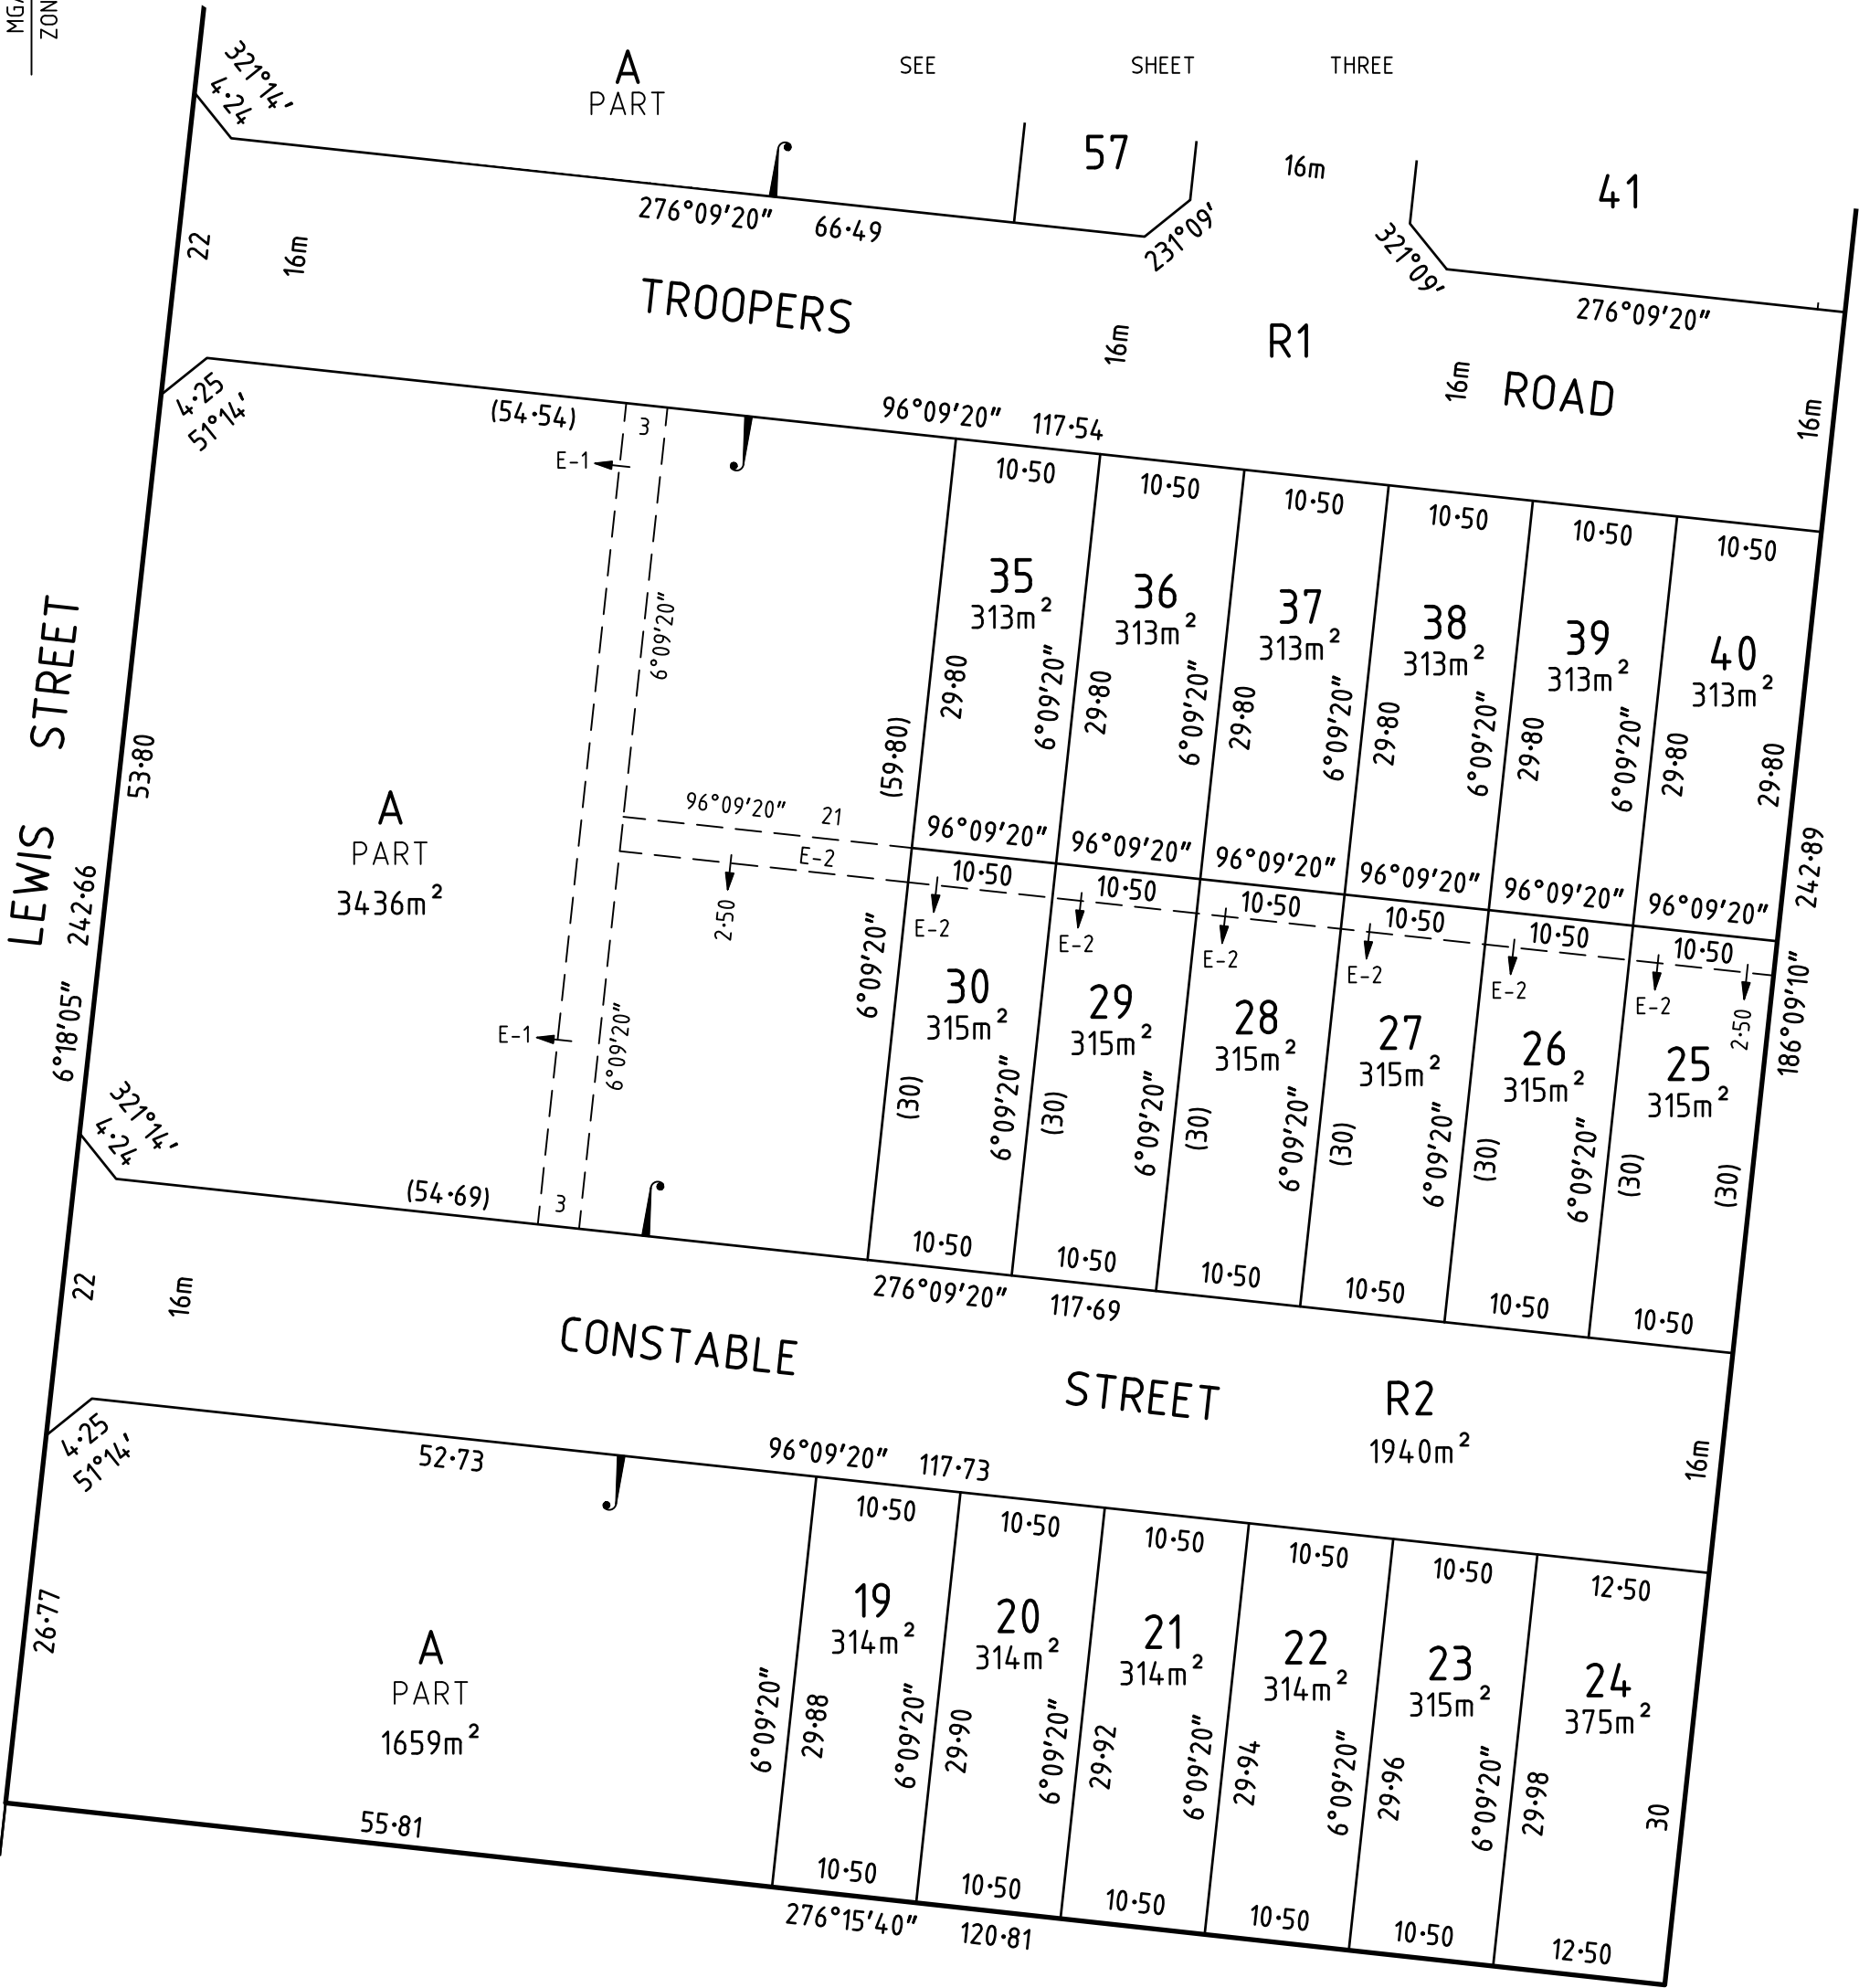 MGA
ZON
321°14'
4·24
A
PART
SEE SHEET THREE
57
16m
41
276°09'20" 66·49
231°09'
321°09'
276°09'20"
22
16m
TROOPERS
16m
R1
16m
ROAD
16m
4·25
51°14'
(54·54)
3
96°09'20" 117·54
E-1
10·50
10·50
10·50
10·50
10·50
10·50
35
313m²
36
313m²
37
313m²
38
313m²
39
313m²
40
313m²
6°09'20"
29·80
6°09'20"
29·80
6°09'20"
29·80
6°09'20"
29·80
6°09'20"
29·80
6°09'20"
29·80
29·80
(59·80)
LEWIS STREET
53·80
242·66
6°18'05"
A
PART
3436m²
96°09'20" 21
E-2
2·50
96°09'20"
96°09'20"
96°09'20"
96°09'20"
96°09'20"
96°09'20"
10·50
10·50
10·50
10·50
10·50
10·50
242·89
186°09'10"
E-2
E-2
E-2
E-2
E-2
E-2
2·50
6°09'20"
30
315m²
29
315m²
28
315m²
27
315m²
26
315m²
25
315m²
E-1
6°09'20"
(30)
6°09'20"
(30)
6°09'20"
(30)
6°09'20"
(30)
6°09'20"
(30)
6°09'20"
(30)
(30)
321°14'
4·24
(54·69)
3
10·50
10·50
10·50
10·50
10·50
10·50
276°09'20" 117·69
22
16m
CONSTABLE STREET
R2
1940m²
16m
4·25
51°14'
52·73
96°09'20" 117·73
10·50
10·50
10·50
10·50
10·50
12·50
19
314m²
20
314m²
21
314m²
22
314m²
23
315m²
24
375m²
26·77
A
PART
1659m²
6°09'20"
29·88
6°09'20"
29·90
6°09'20"
29·92
6°09'20"
29·94
6°09'20"
29·96
6°09'20"
29·98
30
55·81
10·50
10·50
10·50
10·50
10·50
12·50
276°15'40" 120·81